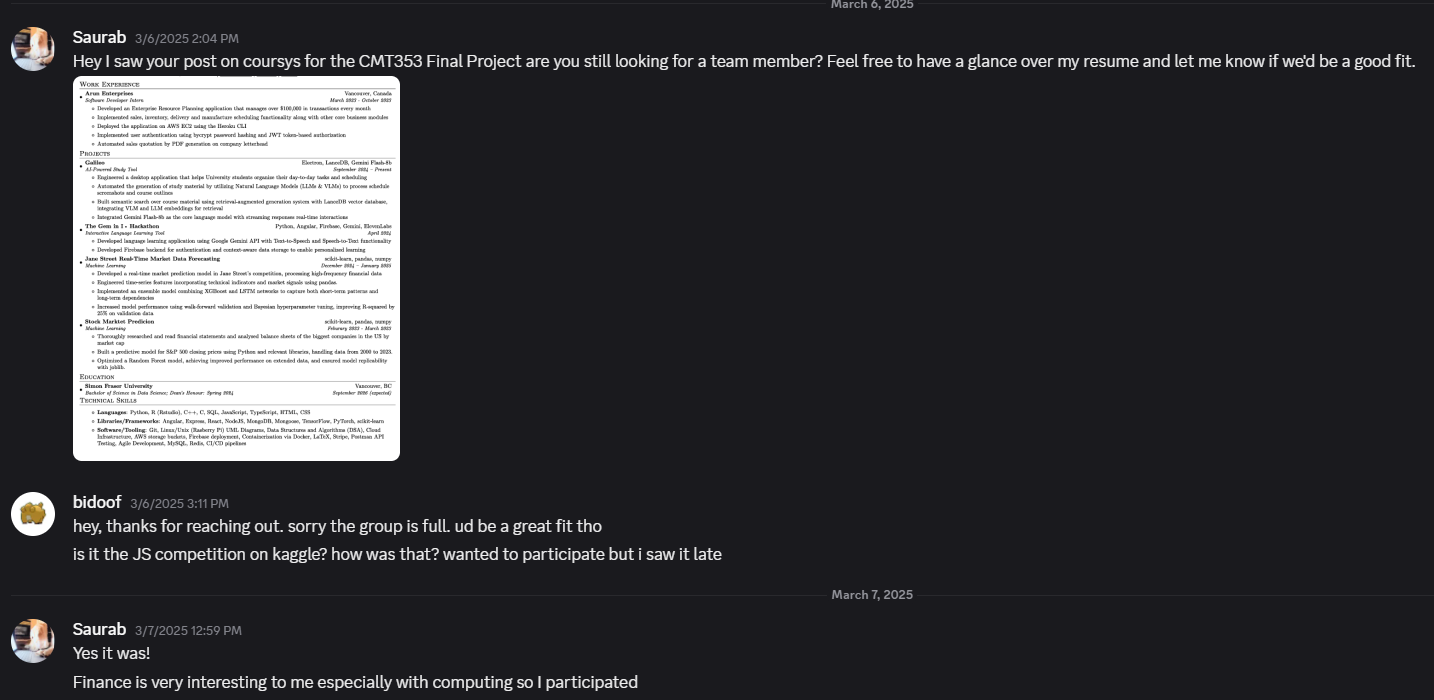 March 6, 2025
Saurab 3/6/2025 2:04 PM
Hey I saw your post on coursys for the CMT353 Final Project are you still looking for a team member? Feel free to have a glance over my resume and let me know if we'd be a good fit.
WORK EXPERIENCE
Arun Enterprises Vancouver, Canada
Software Developer Intern March 2023 - October 2023
Developed an Enterprise Resource Planning application that manages over $100,000 in transactions every month
Implemented sales, inventory, delivery and manufacture scheduling functionality along with other core business modules
Deployed the application on AWS EC2 using the Heroku CLI
Implemented user authentication using bycrypt password hashing and JWT token-based authorization
Automated sales quotation by PDF generation on company letterhead
PROJECTS
Galileo Electron, LanceDB, Gemini Flash-8b
AI-Powered Study Tool September 2024 - Present
Engineered a desktop application that helps University students organize their day-to-day tasks and scheduling
Automated the generation of study material by utilizing Natural Language Models (LLMs & VLMs) to process schedule
screenshots and course outlines
Built semantic search over course material using retrieval-augmented generation system with LanceDB vector database,
integrating VLM and LLM embeddings for retrieval
Integrated Gemini Flash-8b as the core language model with streaming responses real-time interactions
The Gem in I - Hackathon Python, Angular, Firebase, Gemini, ElevenLabs
Interactive Language Learning Tool April 2024
Developed language learning application using Google Gemini API with Text-to-Speech and Speech-to-Text functionality
Developed Firebase backend for authentication and context-aware data storage to enable personalized learning
Jane Street Real-Time Market Data Forecasting scikit-learn, pandas, numpy
Machine Learning December 2024 - January 2025
Developed a real-time market prediction model in Jane Street's competition, processing high-frequency financial data
Engineered time-series features incorporating technical indicators and market signals using pandas.
Implemented an ensemble model combining XGBoost and LSTM networks to capture both short-term patterns and
long-term dependencies
Increased model performance using walk-forward validation and Bayesian hyperparameter tuning, improving R-squared by
25% on validation data
Stock Marktet Predicion scikit-learn, pandas, numpy
Machine Learning Feburary 2023 - March 2023
Thoroughly researched and read financial statements and analysed balance sheets of the biggest companies in the US by
market cap
Built a predictive model for S&P 500 closing prices using Python and relevant libraries, handling data from 2000 to 2023.
Optimized a Random Forest model, achieving improved performance on extended data, and ensured model replicability
with joblib.
EDUCATION
Simon Fraser University Vancouver, BC
Bachelor of Science in Data Science; Dean's Honour: Spring 2024 September 2026 (expected)
TECHNICAL SKILLS
Languages: Python, R (Rstudio), C++, C, SQL, JavaScript, TypeScript, HTML, CSS
Libraries/Frameworks: Angular, Express, React, NodeJS, MongoDB, Mongoose, TensorFlow, PyTorch, scikit-learn
Software/Tooling: Git, Linux/Unix (Rasberry Pi) UML Diagrams, Data Structures and Algorithms (DSA), Cloud
Infrastructure, AWS storage buckets, Firebase deployment, Containerisation via Docker, LaTeX, Stripe, Postman API
Testing, Agile Development, MySQL, Redis, CI/CD pipelines
bidoof 3/6/2025 3:11 PM
hey, thanks for reaching out. sorry the group is full. ud be a great fit tho
is it the JS competition on kaggle? how was that? wanted to participate but i saw it late
March 7, 2025
Saurab 3/7/2025 12:59 PM
Yes it was!
Finance is very interesting to me especially with computing so I participated